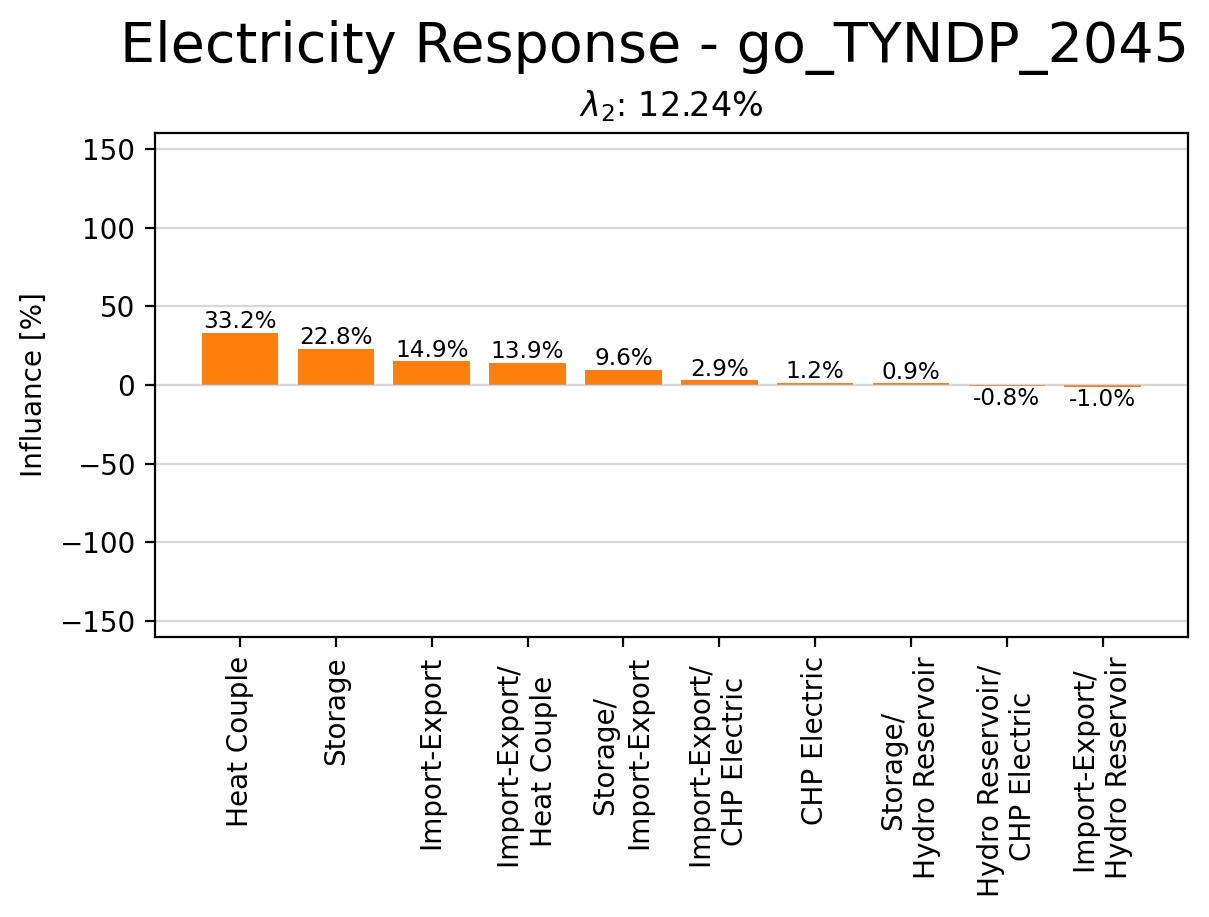 Electricity Response - go_TYNDP_2045
λ₂: 12.24%
Influance [%]
150
100
50
0
−50
−100
−150
33.2%
22.8%
14.9%
13.9%
9.6%
2.9%
1.2%
0.9%
-0.8%
-1.0%
Heat Couple
Storage
Import-Export
Import-Export/
Heat Couple
Storage/
Import-Export
Import-Export/
CHP Electric
CHP Electric
Storage/
Hydro Reservoir
Hydro Reservoir/
CHP Electric
Import-Export/
Hydro Reservoir